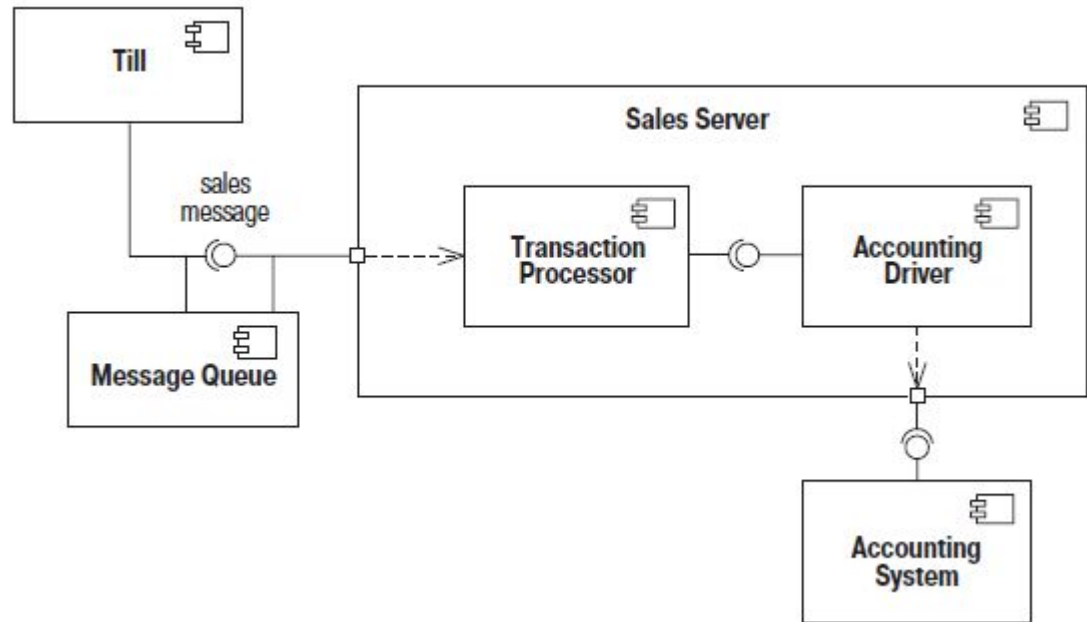 Till
Sales Server
sales
message
Transaction
Processor
Accounting
Driver
Message Queue
Accounting
System